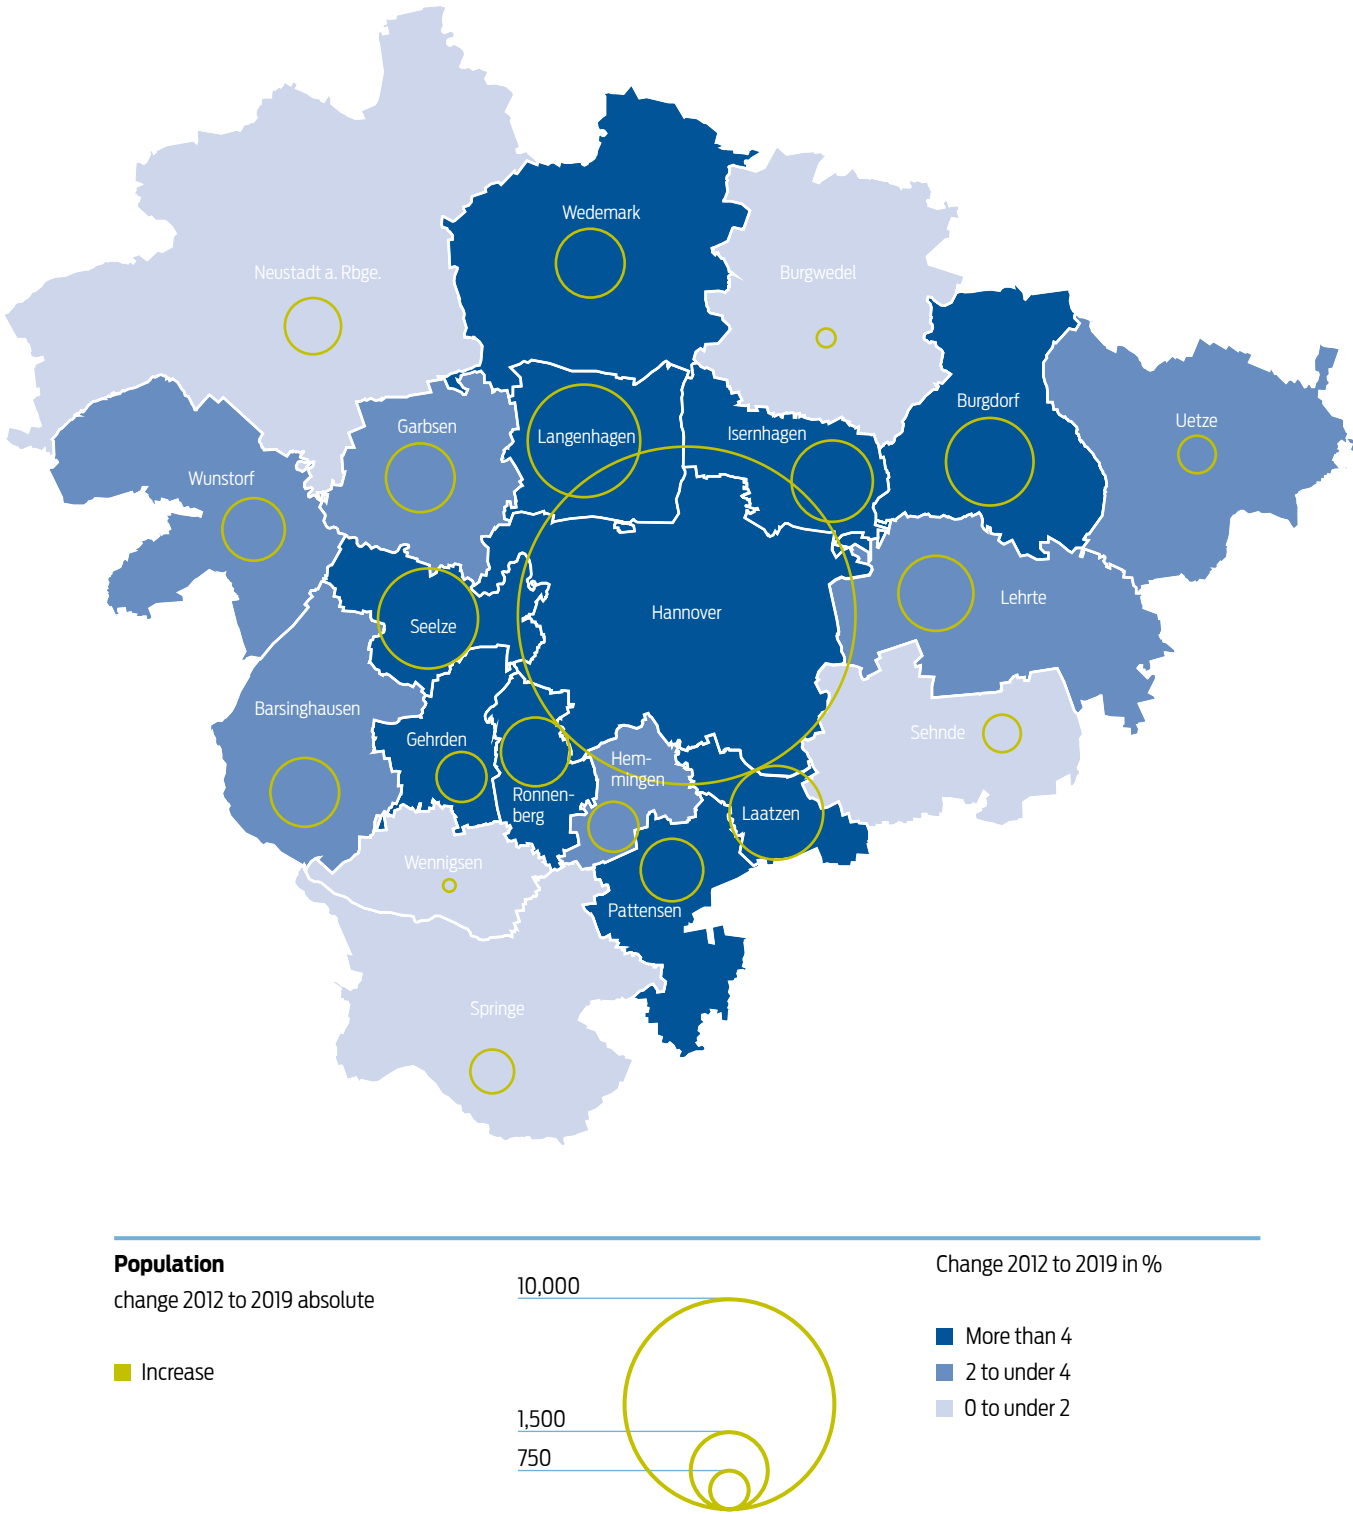 Wedemark
Neustadt a. Rbge.
Burgwedel
Burgdorf
Uetze
Garbsen
Langenhagen
Isernhagen
Wunstorf
Lehrte
Hannover
Seelze
Barsinghausen
Gehrden
Sehnde
Hem-
mingen
Ronnen-
berg
Laatzen
Wennigsen
Pattensen
Springe
Population
change 2012 to 2019 absolute
Increase
10,000
1,500
750
Change 2012 to 2019 in %
More than 4
2 to under 4
0 to under 2